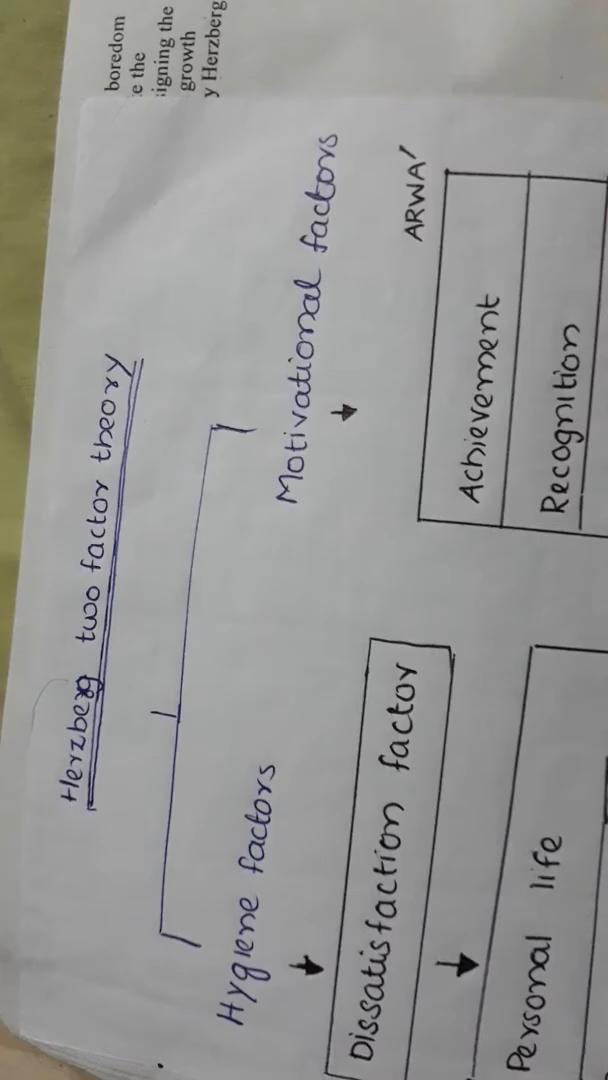 boredom
e the
igning the
growth
y Herzberg
Herzberg two factor theory
Hygiene factors
Motivational factors
Dissatisfaction factor
Personal life
ARWA'
Achievement
Recognition